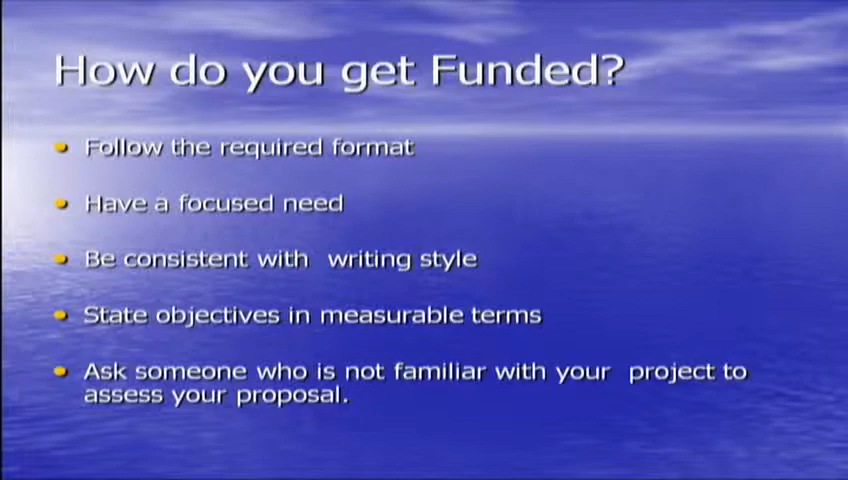 How do you get Funded?
Follow the required format
Have a focused need
Be consistent with  writing style
State objectives in measurable terms
Ask someone who is not familiar with your  project to
assess your proposal.